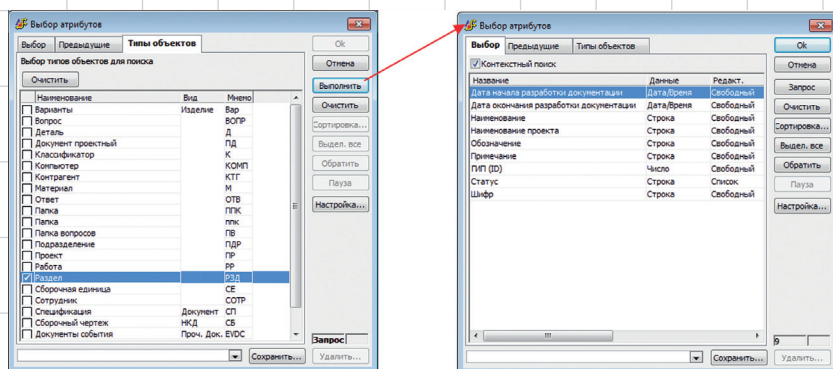 Выбор атрибутов
Выбор Предыдущие Типы объектов
Выбор типов объектов для поиска
Очистить
Наименование Вид Мнемо
Варианты Изделие Вар
Вопрос ВОПР
Деталь Д
Документ проектный ПД
Классификатор К
Компьютер КОМП
Контрагент КТГ
Материал М
Ответ ОТВ
Папка ППК
Папка ппк
Папка вопросов ПВ
Подразделение ПДР
Проект ПР
Работа РР
Раздел РЗД
Сборочная единица СЕ
Сотрудник СОТР
Спецификация Документ СП
Сборочный чертеж НКД СБ
Документы события Проч. Док. EVDC
Ok
Отмена
Выполнить
Очистить
Сортировка...
Выдел. все
Обратить
Пауза
Настройка...
Запрос
Сохранить... Удалить...
Выбор атрибутов
Выбор Предыдущие Типы объектов
Контекстный поиск
Название Данные Редакт.
Дата начала разработки документации Дата/Время Свободный
Дата окончания разработки документации Дата/Время Свободный
Наименование Строка Свободный
Наименование проекта Строка Свободный
Обозначение Строка Свободный
Примечание Строка Свободный
ГИП (ID) Число Свободный
Статус Строка Список
Шифр Строка Свободный
Ok
Отмена
Запрос
Очистить
Сортировка...
Выдел. все
Обратить
Пауза
Настройка...
9
Сохранить... Удалить...